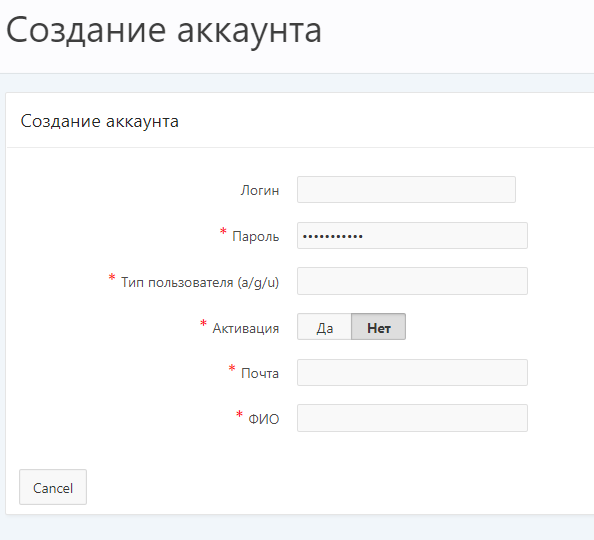 Создание аккаунта
Создание аккаунта
Логин
* Пароль •••••••••••
* Тип пользователя (a/g/u)
* Активация Да Нет
* Почта
* ФИО
Cancel